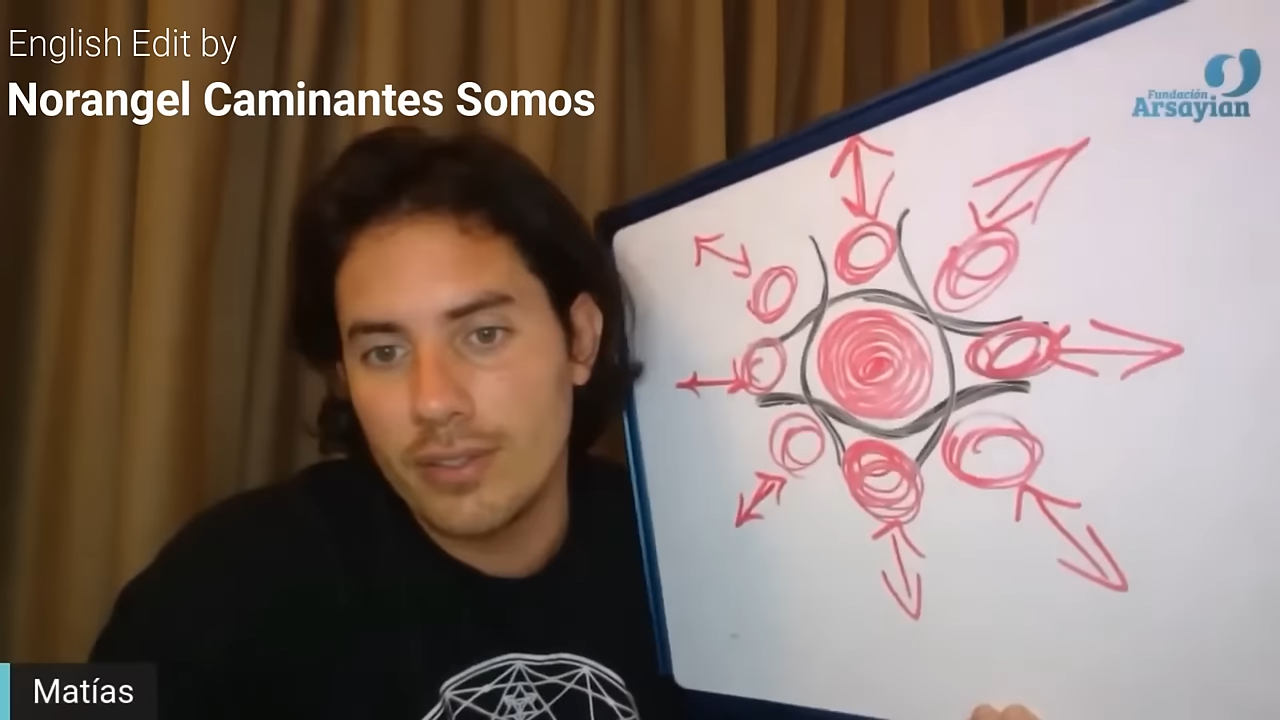 English Edit by
Norangel Caminantes Somos
Fundación
Arsayian
Matías